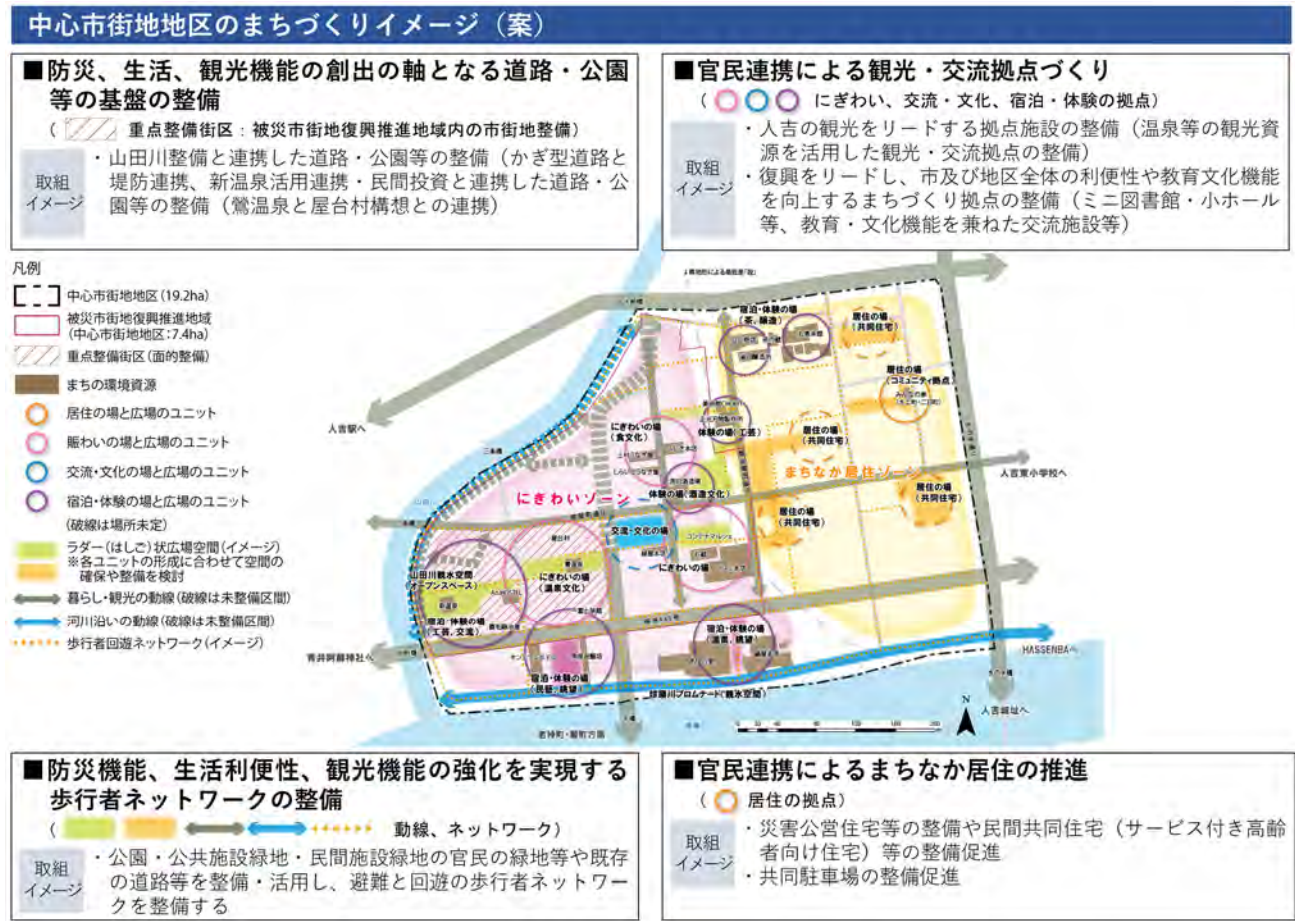 中心市街地地区のまちづくりイメージ（案）
■防災、生活、観光機能の創出の軸となる道路・公園
等の基盤の整備
（ 重点整備街区：被災市街地復興推進地域内の市街地整備）
取組
イメージ
・山田川整備と連携した道路・公園等の整備（かぎ型道路と
堤防連携、新温泉活用連携・民間投資と連携した道路・公
園等の整備（鶯温泉と屋台村構想との連携）
■官民連携による観光・交流拠点づくり
（ にぎわい、交流・文化、宿泊・体験の拠点）
取組
イメージ
・人吉の観光をリードする拠点施設の整備（温泉等の観光資
源を活用した観光・交流拠点の整備）
・復興をリードし、市及び地区全体の利便性や教育文化機能
を向上するまちづくり拠点の整備（ミニ図書館・小ホール
等、教育・文化機能を兼ねた交流施設等）
凡例
中心市街地地区（19.2ha）
被災市街地復興推進地域
（中心市街地地区：7.4ha）
重点整備街区（面的整備）
まちの環境資源
居住の場と広場のユニット
賑わいの場と広場のユニット
交流・文化の場と広場のユニット
宿泊・体験の場と広場のユニット
（破線は場所未定）
ラダー（はしご）状広場空間（イメージ）
※各ユニットの形成に合わせて空間の
確保や整備を検討
暮らし・観光の動線（破線は未整備区間）
河川沿いの動線（破線は未整備区間）
歩行者回遊ネットワーク（イメージ）
宿泊・体験の場
（茶、醸造）
居住の場
（共同住宅）
居住の場
（コミュニティ拠点）
みんなの家
人吉駅へ
にぎわいの場
（食文化）
体験の場（工芸）
居住の場
（共同住宅）
まちなか居住ゾーン
人吉東小学校へ
にぎわいゾーン
体験の場（酒造文化）
居住の場
（共同住宅）
居住の場
（共同住宅）
交流・文化の場
コンテナマルシェ
にぎわいの場
山田川親水空間
（オープンスペース）
にぎわいの場
（温泉文化）
宿泊・体験の場
（工芸、交流）
青井阿蘇神社へ
宿泊・体験の場
（民藝、眺望）
宿泊・体験の場
（温泉、眺望）
HASSENBAへ
球磨川プロムナード（親水空間）
人吉城址へ
N
■防災機能、生活利便性、観光機能の強化を実現する
歩行者ネットワークの整備
（ 動線、ネットワーク）
取組
イメージ
・公園・公共施設緑地・民間施設緑地の官民の緑地等や既存
の道路等を整備・活用し、避難と回遊の歩行者ネットワー
クを整備する
■官民連携によるまちなか居住の推進
（ 居住の拠点）
取組
イメージ
・災害公営住宅等の整備や民間共同住宅（サービス付き高齢
者向け住宅）等の整備促進
・共同駐車場の整備促進